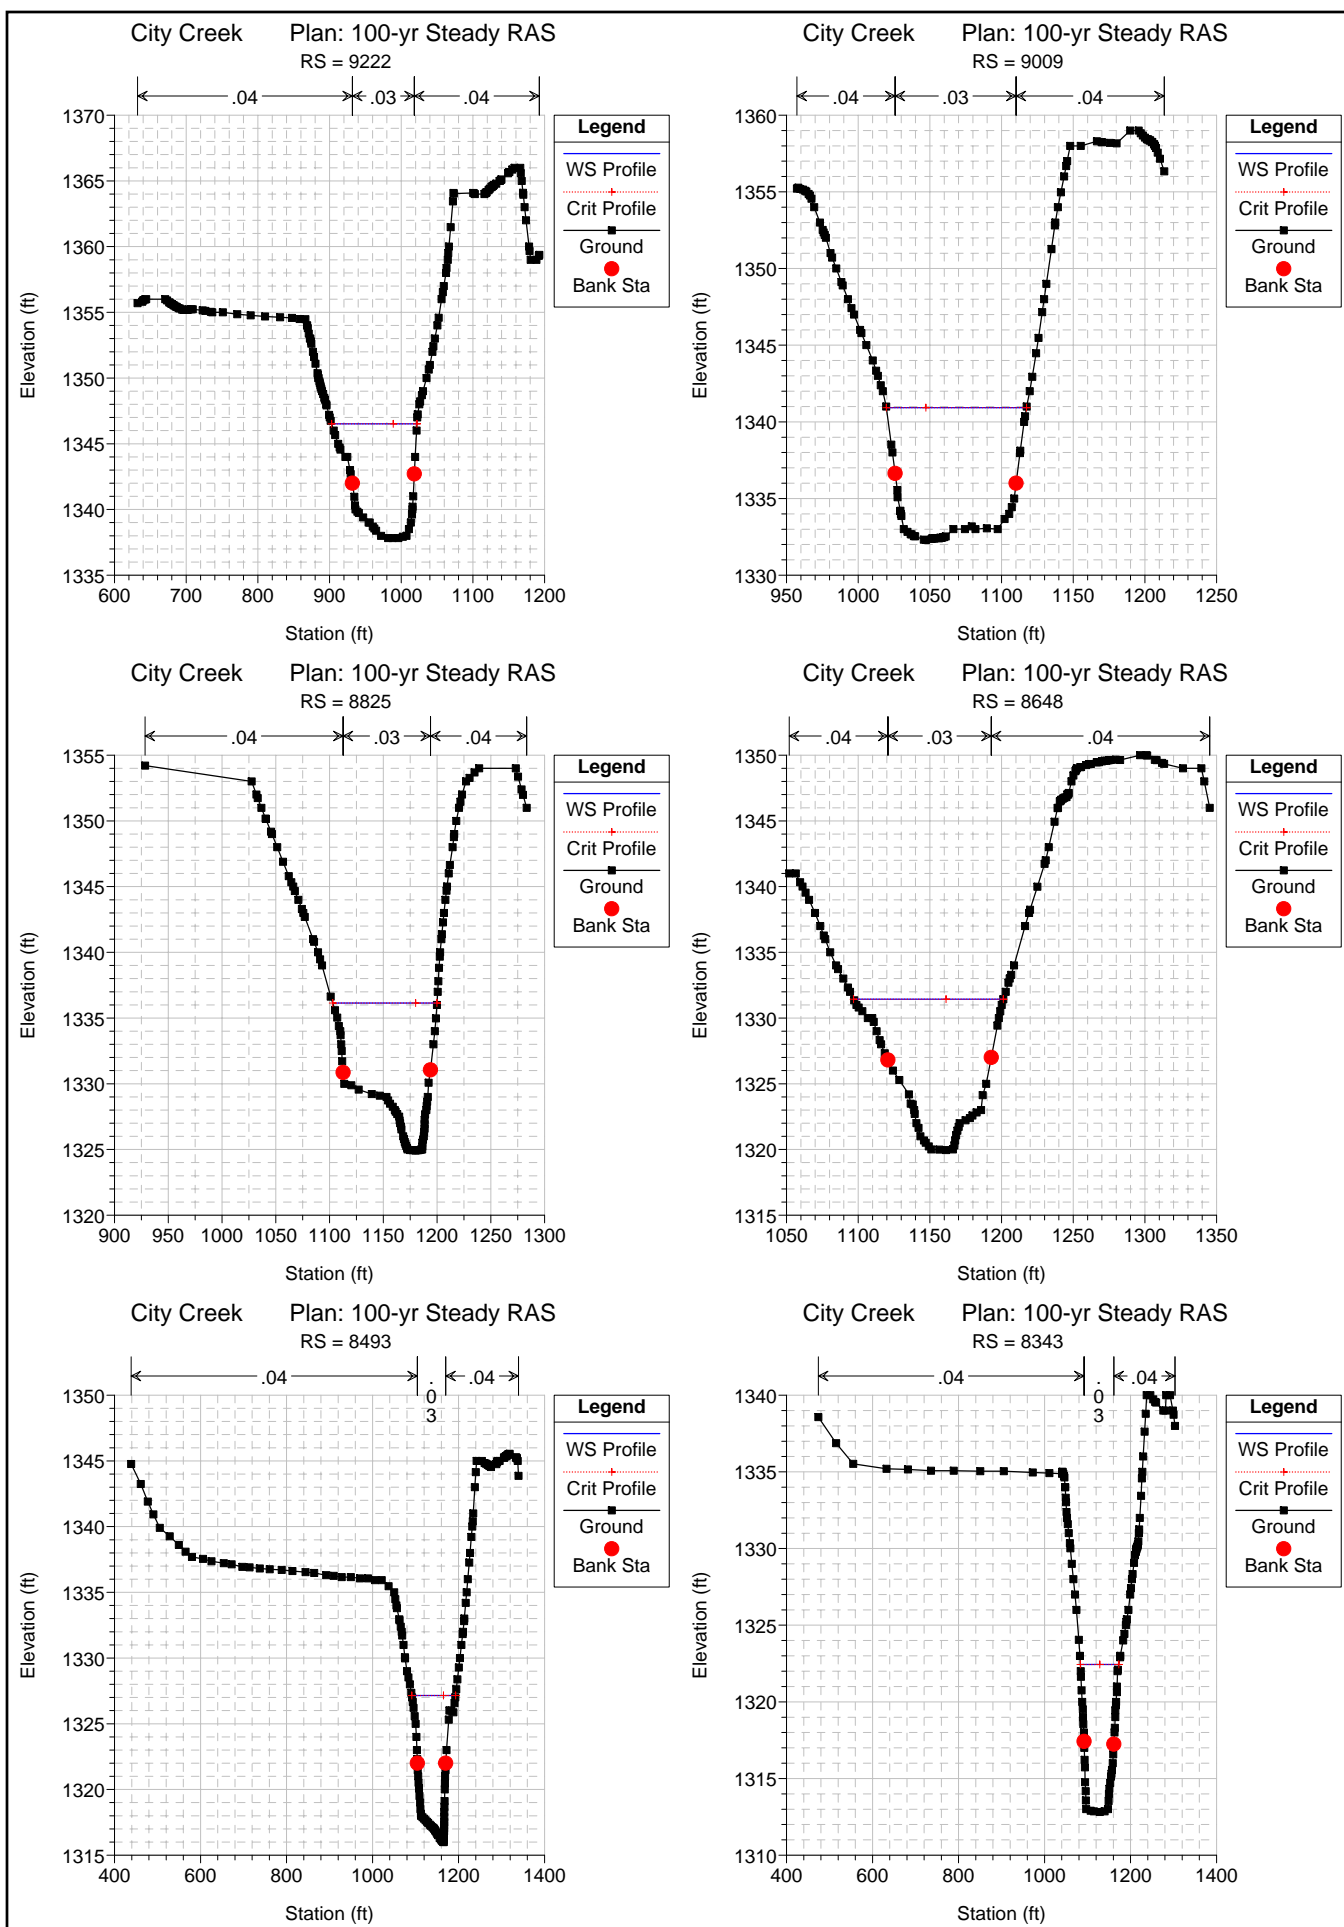 City Creek Plan: 100-yr Steady RAS
RS = 9222
.04 .03 .04
1370
1365
1360
1355
1350
1345
1340
1335
600 700 800 900 1000 1100 1200
Station (ft)
Elevation (ft)
Legend
WS Profile
Crit Profile
Ground
Bank Sta
City Creek Plan: 100-yr Steady RAS
RS = 9009
.04 .03 .04
1360
1355
1350
1345
1340
1335
1330
950 1000 1050 1100 1150 1200 1250
Station (ft)
Elevation (ft)
Legend
WS Profile
Crit Profile
Ground
Bank Sta
City Creek Plan: 100-yr Steady RAS
RS = 8825
.04 .03 .04
1355
1350
1345
1340
1335
1330
1325
1320
900 950 1000 1050 1100 1150 1200 1250 1300
Station (ft)
Elevation (ft)
Legend
WS Profile
Crit Profile
Ground
Bank Sta
City Creek Plan: 100-yr Steady RAS
RS = 8648
.04 .03 .04
1350
1345
1340
1335
1330
1325
1320
1315
1050 1100 1150 1200 1250 1300 1350
Station (ft)
Elevation (ft)
Legend
WS Profile
Crit Profile
Ground
Bank Sta
City Creek Plan: 100-yr Steady RAS
RS = 8493
.04 .03 .04
1350
1345
1340
1335
1330
1325
1320
1315
400 600 800 1000 1200 1400
Station (ft)
Elevation (ft)
Legend
WS Profile
Crit Profile
Ground
Bank Sta
City Creek Plan: 100-yr Steady RAS
RS = 8343
.04 .03 .04
1340
1335
1330
1325
1320
1315
1310
400 600 800 1000 1200 1400
Station (ft)
Elevation (ft)
Legend
WS Profile
Crit Profile
Ground
Bank Sta